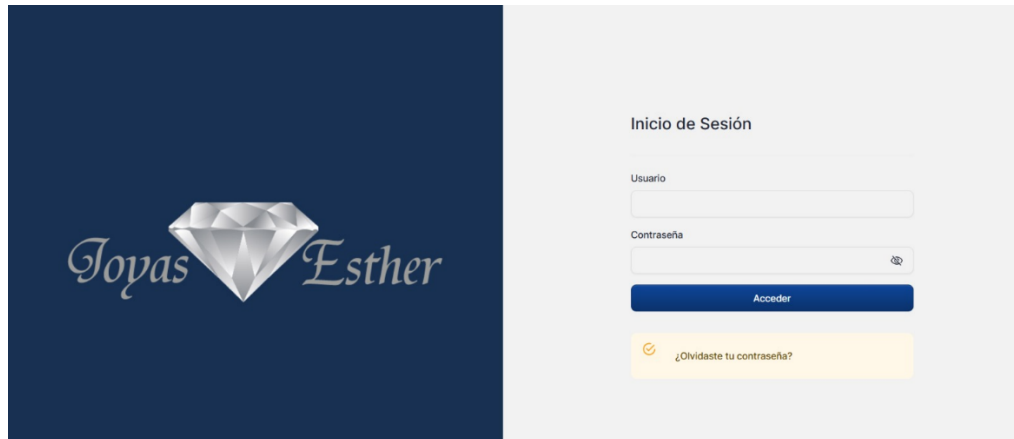 Joyas Esther
Inicio de Sesión
Usuario
Contraseña
Acceder
¿Olvidaste tu contraseña?